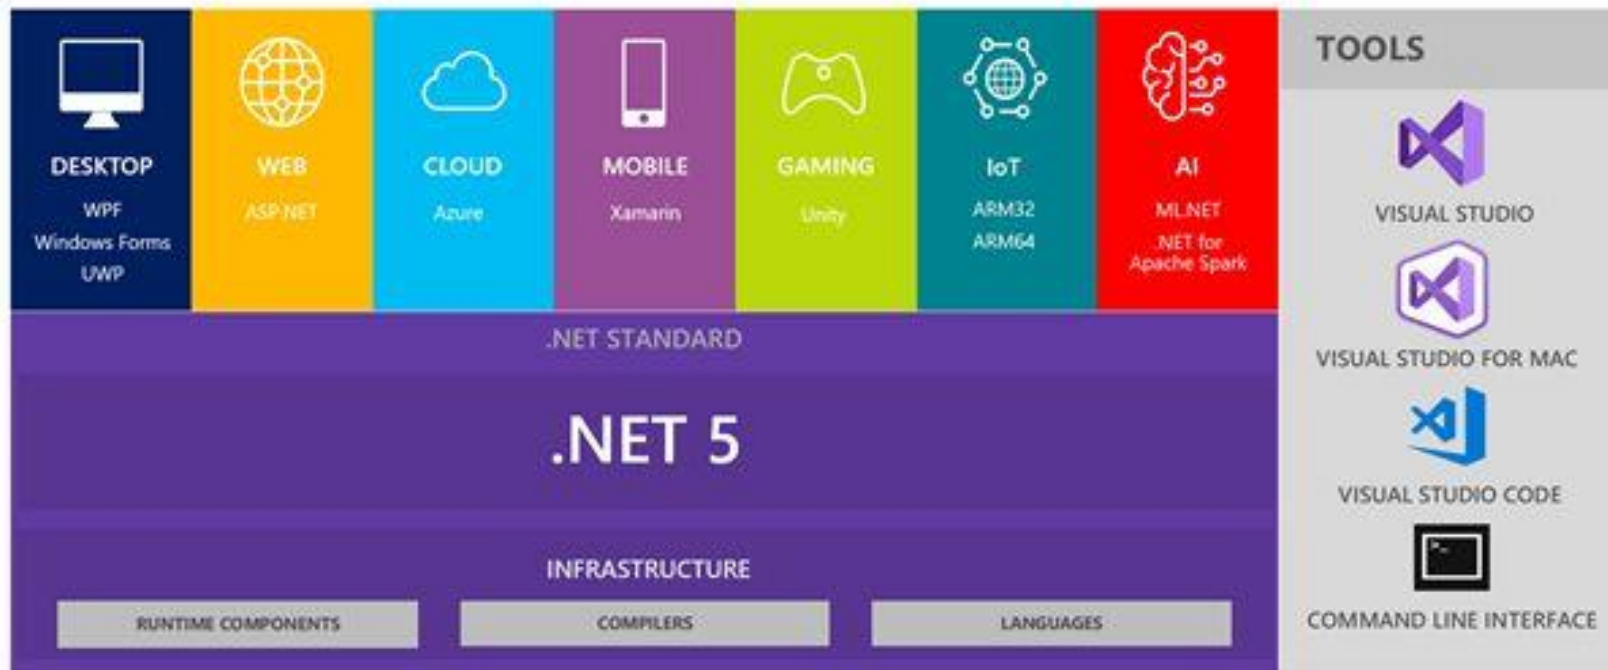 DESKTOP
WPF
Windows Forms
UWP
WEB
ASP.NET
CLOUD
Azure
MOBILE
Xamarin
GAMING
Unity
IoT
ARM32
ARM64
AI
ML.NET
.NET for
Apache Spark
.NET STANDARD
.NET 5
INFRASTRUCTURE
RUNTIME COMPONENTS
COMPILERS
LANGUAGES
TOOLS
VISUAL STUDIO
VISUAL STUDIO FOR MAC
VISUAL STUDIO CODE
>_
COMMAND LINE INTERFACE